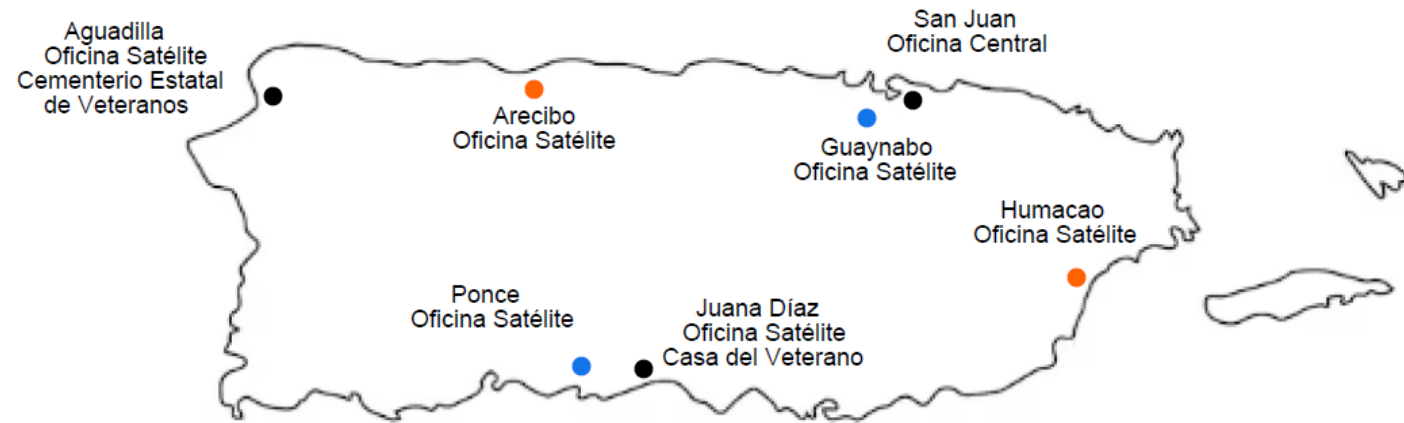 Aguadilla
Oficina Satélite
Cementerio Estatal
de Veteranos
San Juan
Oficina Central
Arecibo
Oficina Satélite
Guaynabo
Oficina Satélite
Humacao
Oficina Satélite
Ponce
Oficina Satélite
Juana Díaz
Oficina Satélite
Casa del Veterano